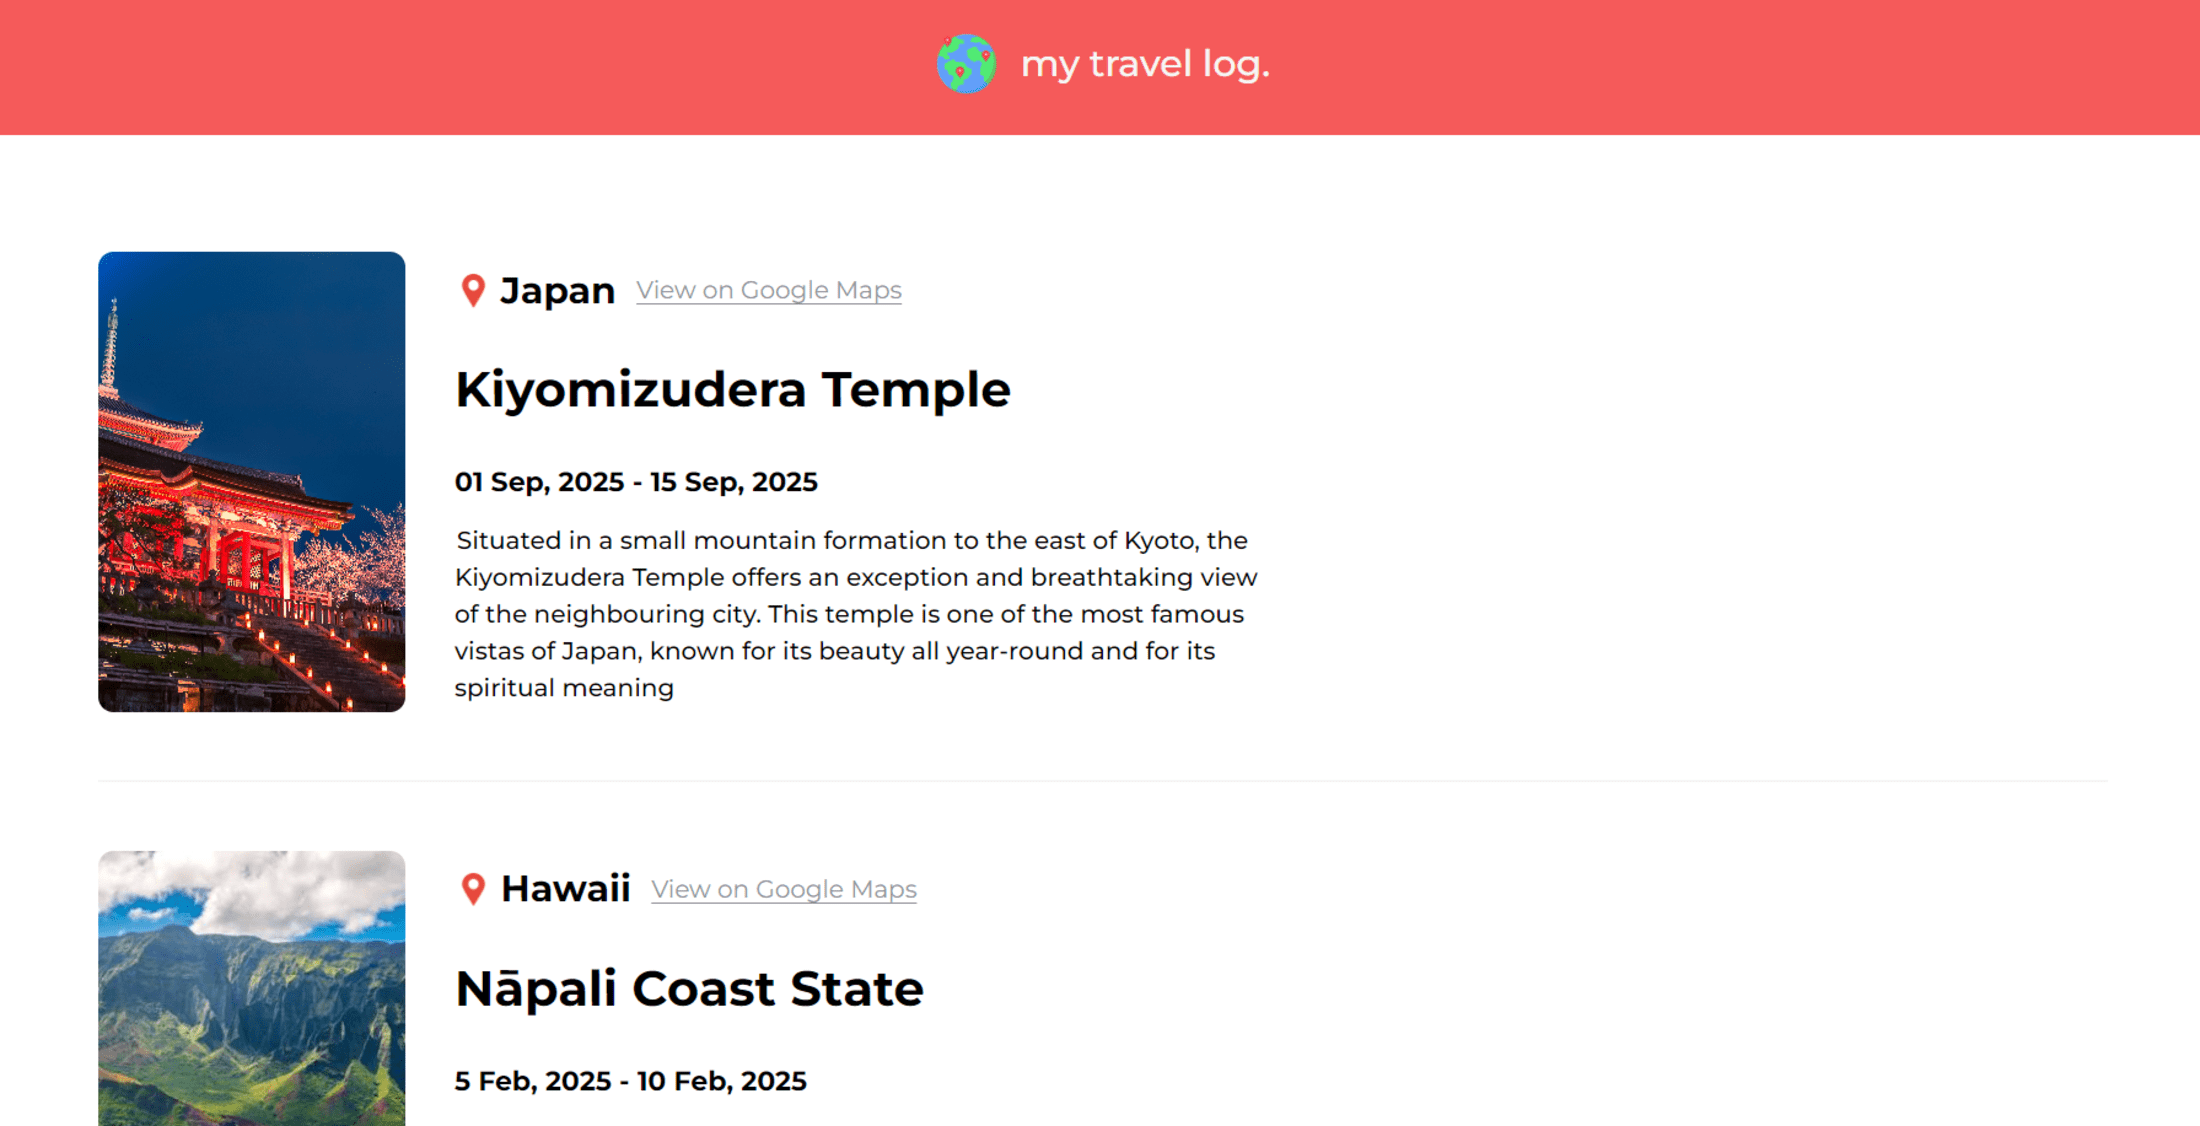 my travel log.
Japan View on Google Maps
Kiyomizudera Temple
01 Sep, 2025 - 15 Sep, 2025
Situated in a small mountain formation to the east of Kyoto, the
Kiyomizudera Temple offers an exception and breathtaking view
of the neighbouring city. This temple is one of the most famous
vistas of Japan, known for its beauty all year-round and for its
spiritual meaning
Hawaii View on Google Maps
Nāpali Coast State
5 Feb, 2025 - 10 Feb, 2025